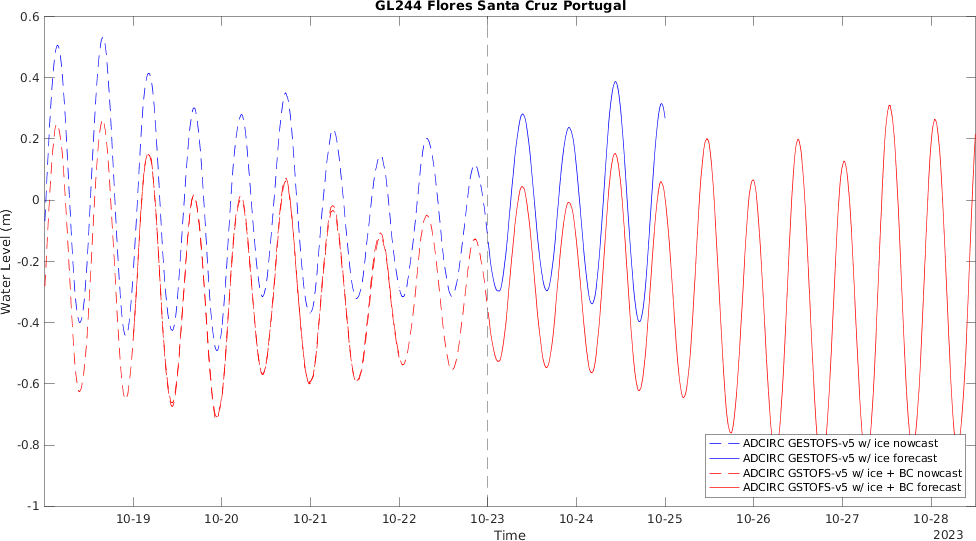 GL244 Flores Santa Cruz Portugal
0.6
0.4
0.2
0
-0.2
-0.4
-0.6
-0.8
-1
Water Level (m)
ADCIRC GESTOFS-v5 w/ ice nowcast
ADCIRC GESTOFS-v5 w/ ice forecast
ADCIRC GSTOFS-v5 w/ ice + BC nowcast
ADCIRC GSTOFS-v5 w/ ice + BC forecast
10-19 10-20 10-21 10-22 10-23 10-24 10-25 10-26 10-27 10-28
Time
2023